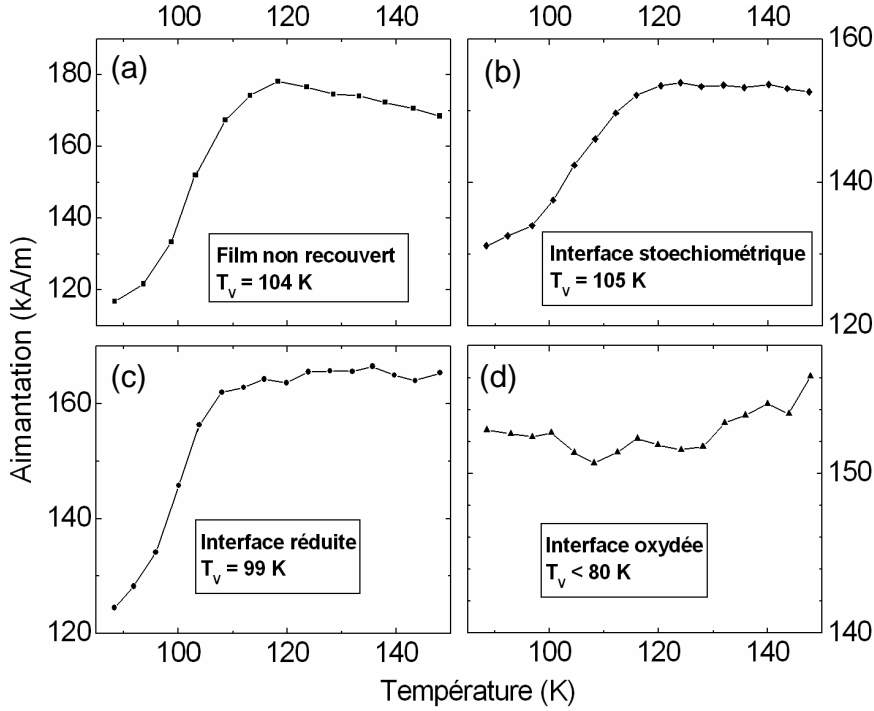 100 120 140
100 120 140
(a)
180
160
140
120
Film non recouvert
T_v = 104 K
(b)
160
140
120
Interface stoechiométrique
T_v = 105 K
Aimantation (kA/m)
(c)
160
140
120
Interface réduite
T_v = 99 K
(d)
150
140
Interface oxydée
T_v < 80 K
100 120 140
100 120 140
Température (K)